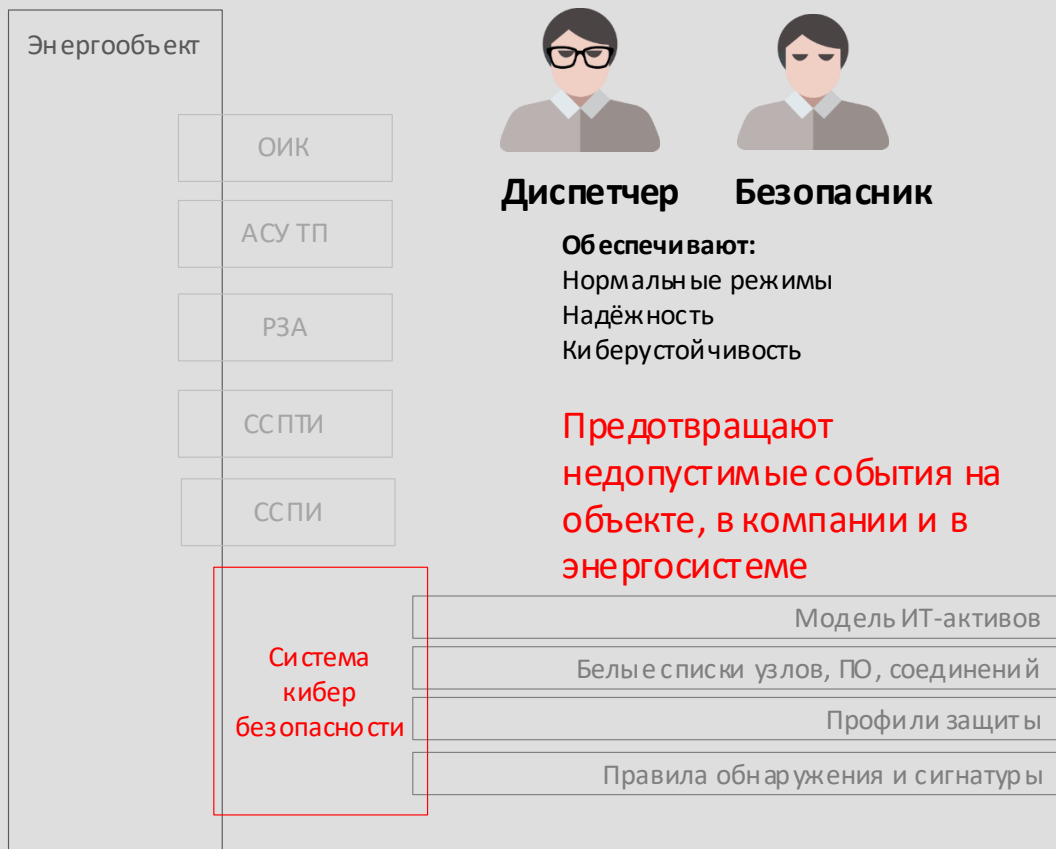 Энергообъект
ОИК
АСУ ТП
РЗА
ССПТИ
ССПИ
Диспетчер
Безопасник
Обеспечивают:
Нормальные режимы
Надёжность
Киберустойчивость
Предотвращают
недопустимые события на
объекте, в компании и в
энергосистеме
Система
кибер
безопасности
Модель ИТ-активов
Белые списки узлов, ПО, соединений
Профили защиты
Правила обнаружения и сигнатуры